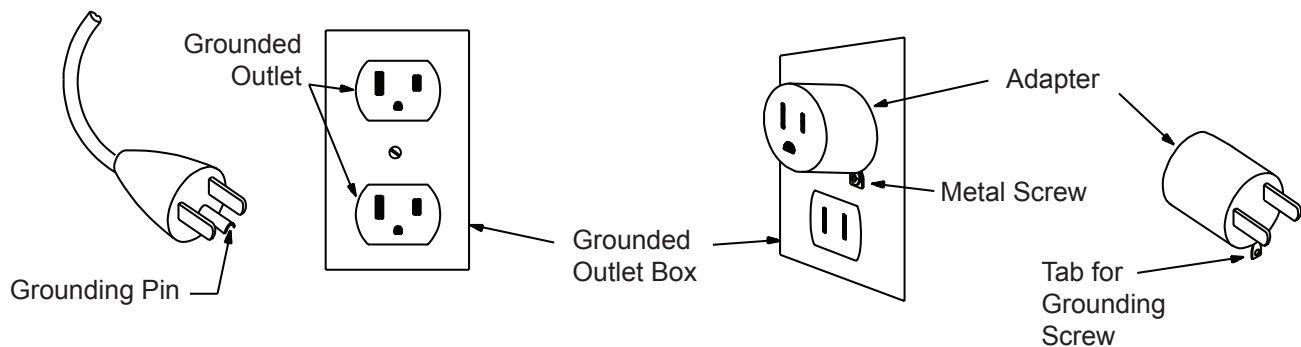 Grounded
Outlet
Grounding Pin
Grounded
Outlet Box
Adapter
Metal Screw
Tab for
Grounding
Screw